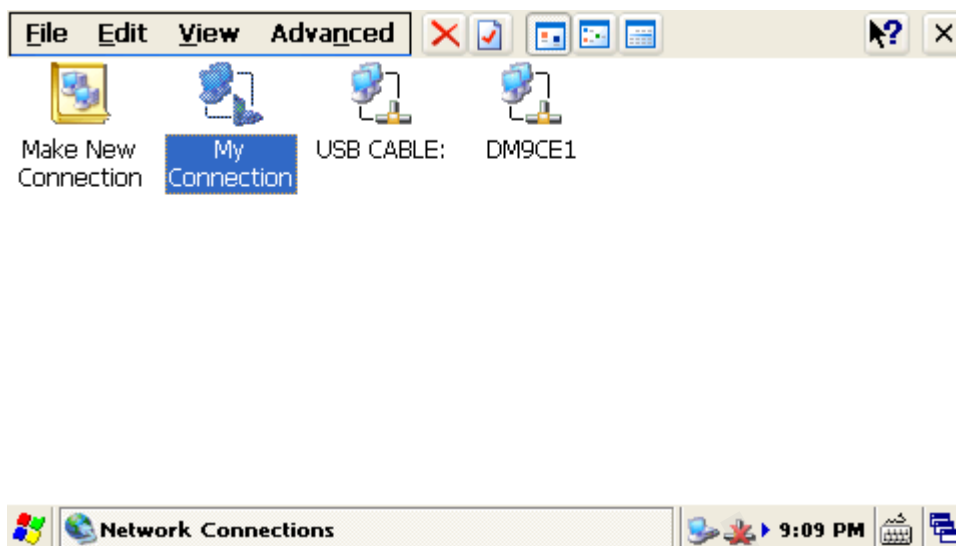 File Edit View Advanced
?
Make New Connection
My Connection
USB CABLE:
DM9CE1
Network Connections
9:09 PM